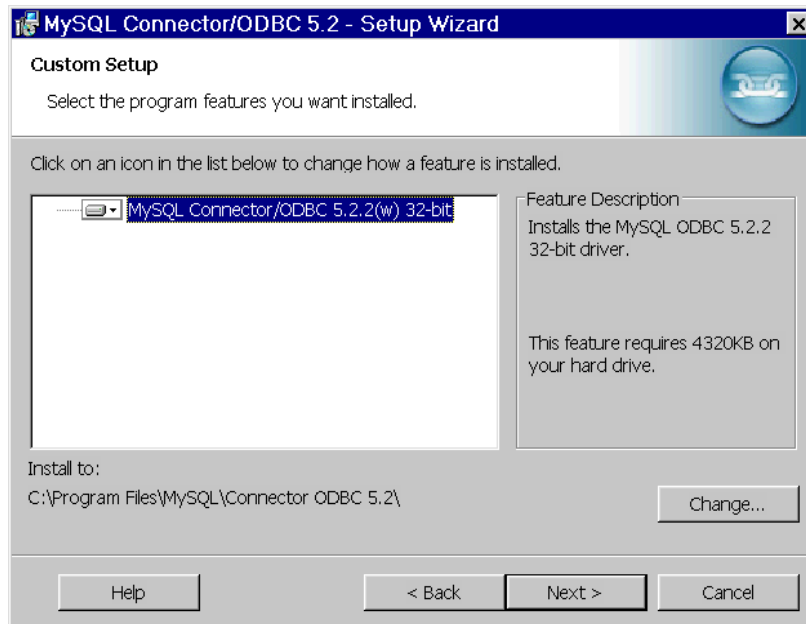 MySQL Connector/ODBC 5.2 - Setup Wizard
Custom Setup
Select the program features you want installed.
Click on an icon in the list below to change how a feature is installed.
MySQL Connector/ODBC 5.2.2(w) 32-bit
Feature Description
Installs the MySQL ODBC 5.2.2
32-bit driver.
This feature requires 4320KB on
your hard drive.
Install to:
C:\Program Files\MySQL\Connector ODBC 5.2\
Change...
Help
< Back
Next >
Cancel